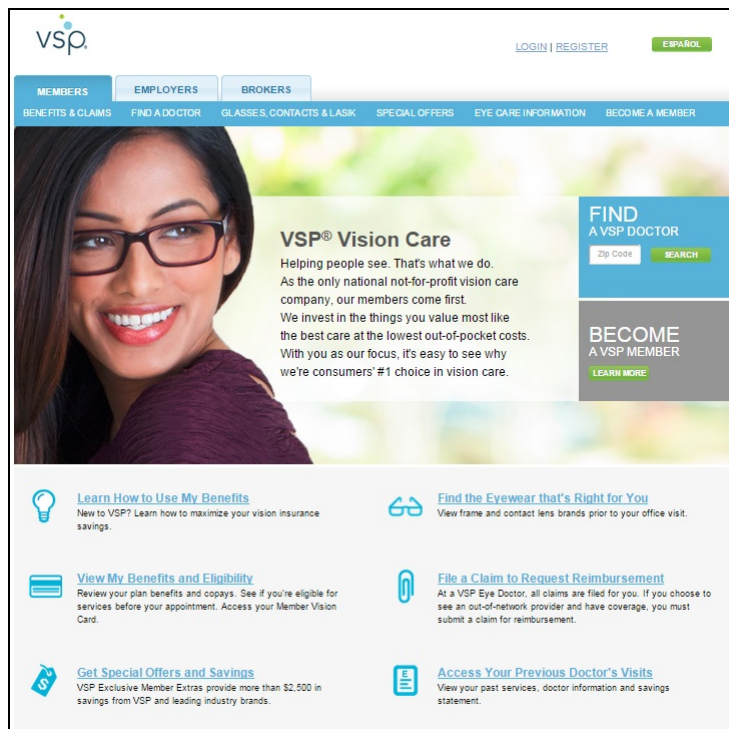 vsp.
LOGIN | REGISTER
ESPAÑOL
MEMBERS
EMPLOYERS
BROKERS
BENEFITS & CLAIMS
FIND A DOCTOR
GLASSES, CONTACTS & LASIK
SPECIAL OFFERS
EYE CARE INFORMATION
BECOME A MEMBER
VSP® Vision Care
Helping people see. That's what we do.
As the only national not-for-profit vision care
company, our members come first.
We invest in the things you value most like
the best care at the lowest out-of-pocket costs.
With you as our focus, it's easy to see why
we're consumers' #1 choice in vision care.
FIND
A VSP DOCTOR
Zip Code
SEARCH
BECOME
A VSP MEMBER
LEARN MORE
Learn How to Use My Benefits
New to VSP? Learn how to maximize your vision insurance
savings.
Find the Eyewear that's Right for You
View frame and contact lens brands prior to your office visit.
View My Benefits and Eligibility
Review your plan benefits and copays. See if you're eligible for
services before your appointment. Access your Member Vision
Card.
File a Claim to Request Reimbursement
At a VSP Eye Doctor, all claims are filed for you. If you choose to
see an out-of-network provider and have coverage, you must
submit a claim for reimbursement.
Get Special Offers and Savings
VSP Exclusive Member Extras provide more than $2,500 in
savings from VSP and leading industry brands.
Access Your Previous Doctor's Visits
View your past services, doctor information and savings
statement.